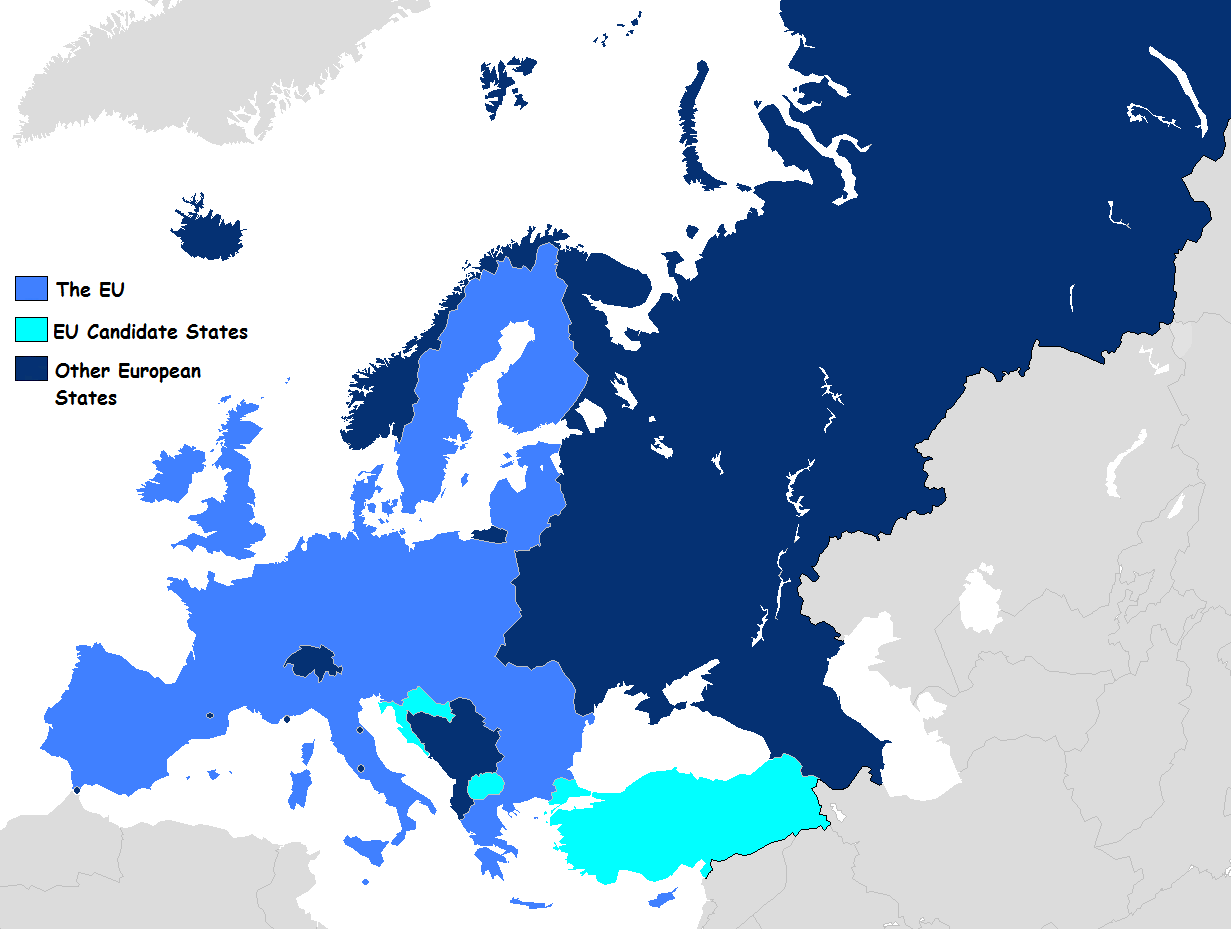 The EU
EU Candidate States
Other European
States